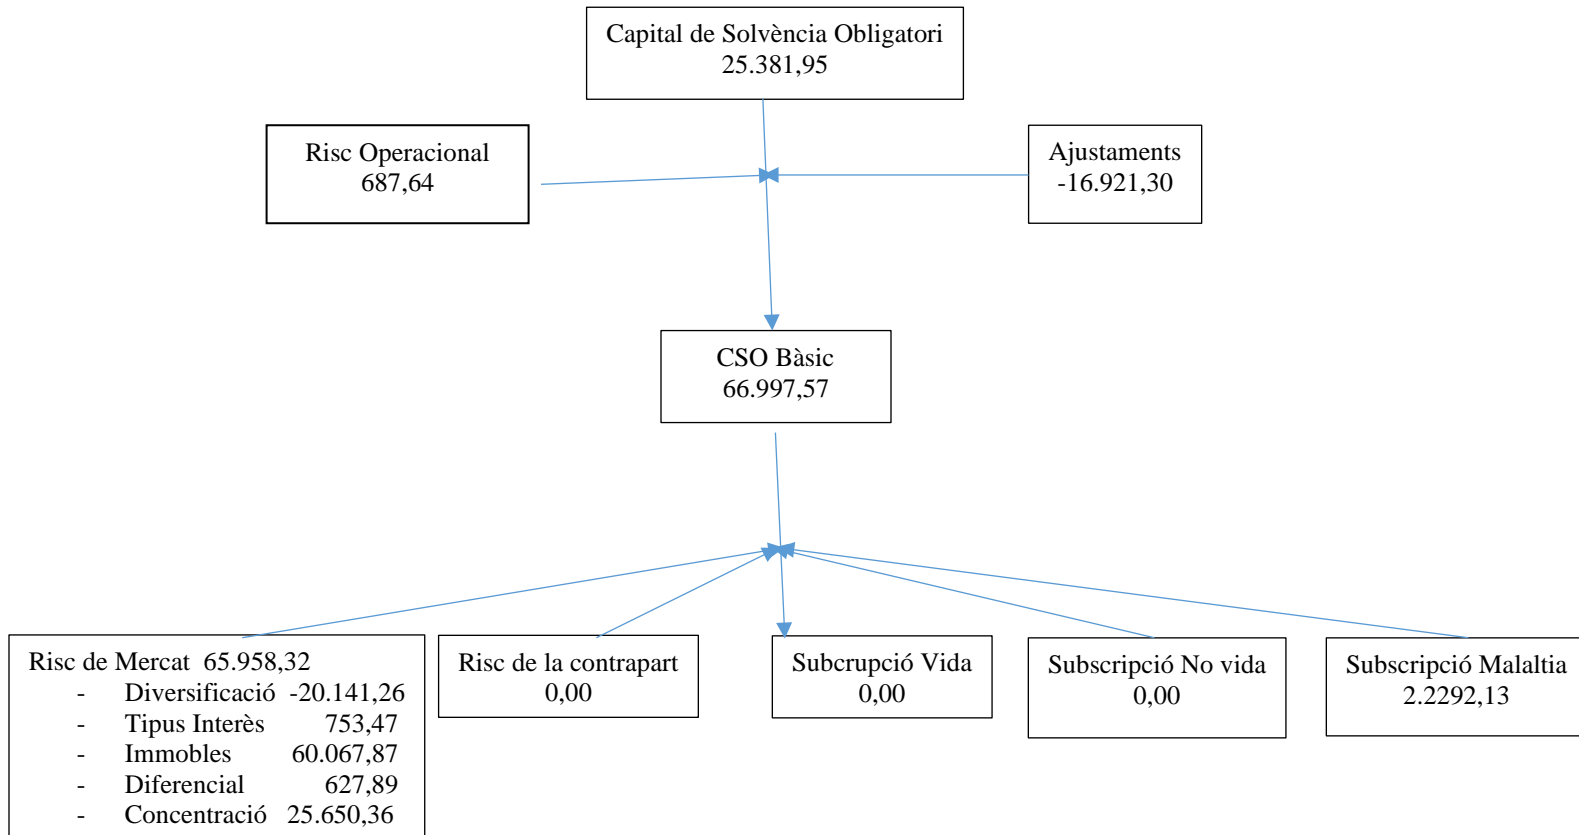 Capital de Solvència Obligatori
25.381,95
Risc Operacional
687,64
Ajustaments
-16.921,30
CSO Bàsic
66.997,57
Risc de Mercat 65.958,32
- Diversificació -20.141,26
- Tipus Interès 753,47
- Immobles 60.067,87
- Diferencial 627,89
- Concentració 25.650,36
Risc de la contrapart
0,00
Subcrupció Vida
0,00
Subscripció No vida
0,00
Subscripció Malaltia
2.2292,13